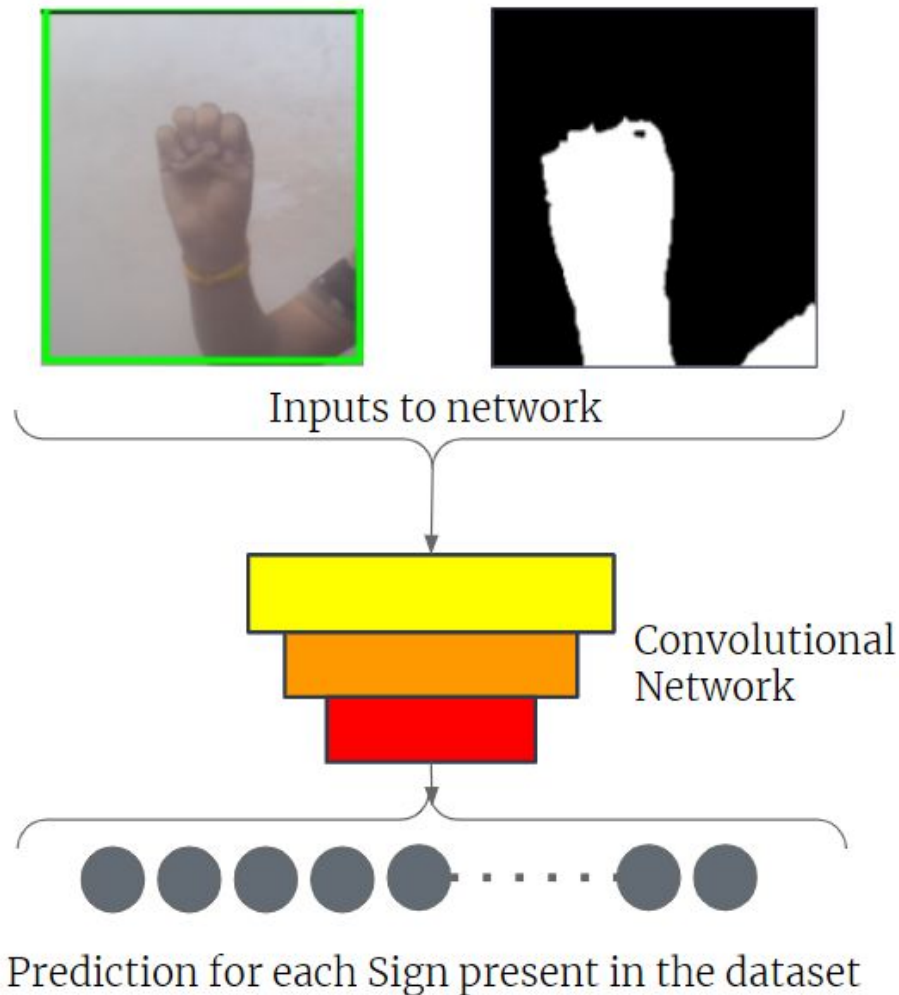 Inputs to network
Convolutional
Network
Prediction for each Sign present in the dataset